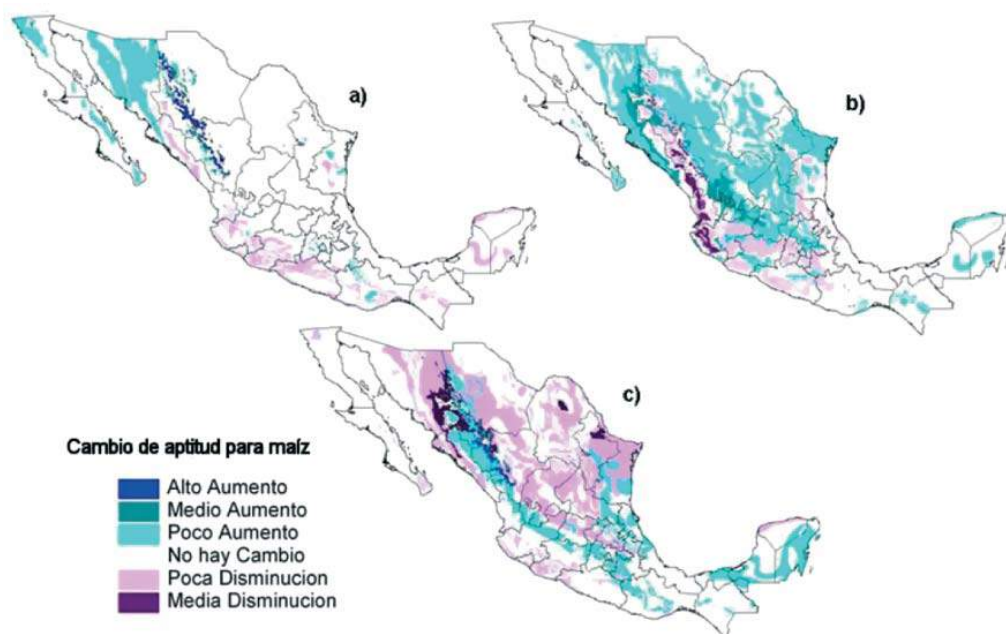 a)
b)
c)
Cambio de aptitud para maíz
Alto Aumento
Medio Aumento
Poco Aumento
No hay Cambio
Poca Disminucion
Media Disminucion